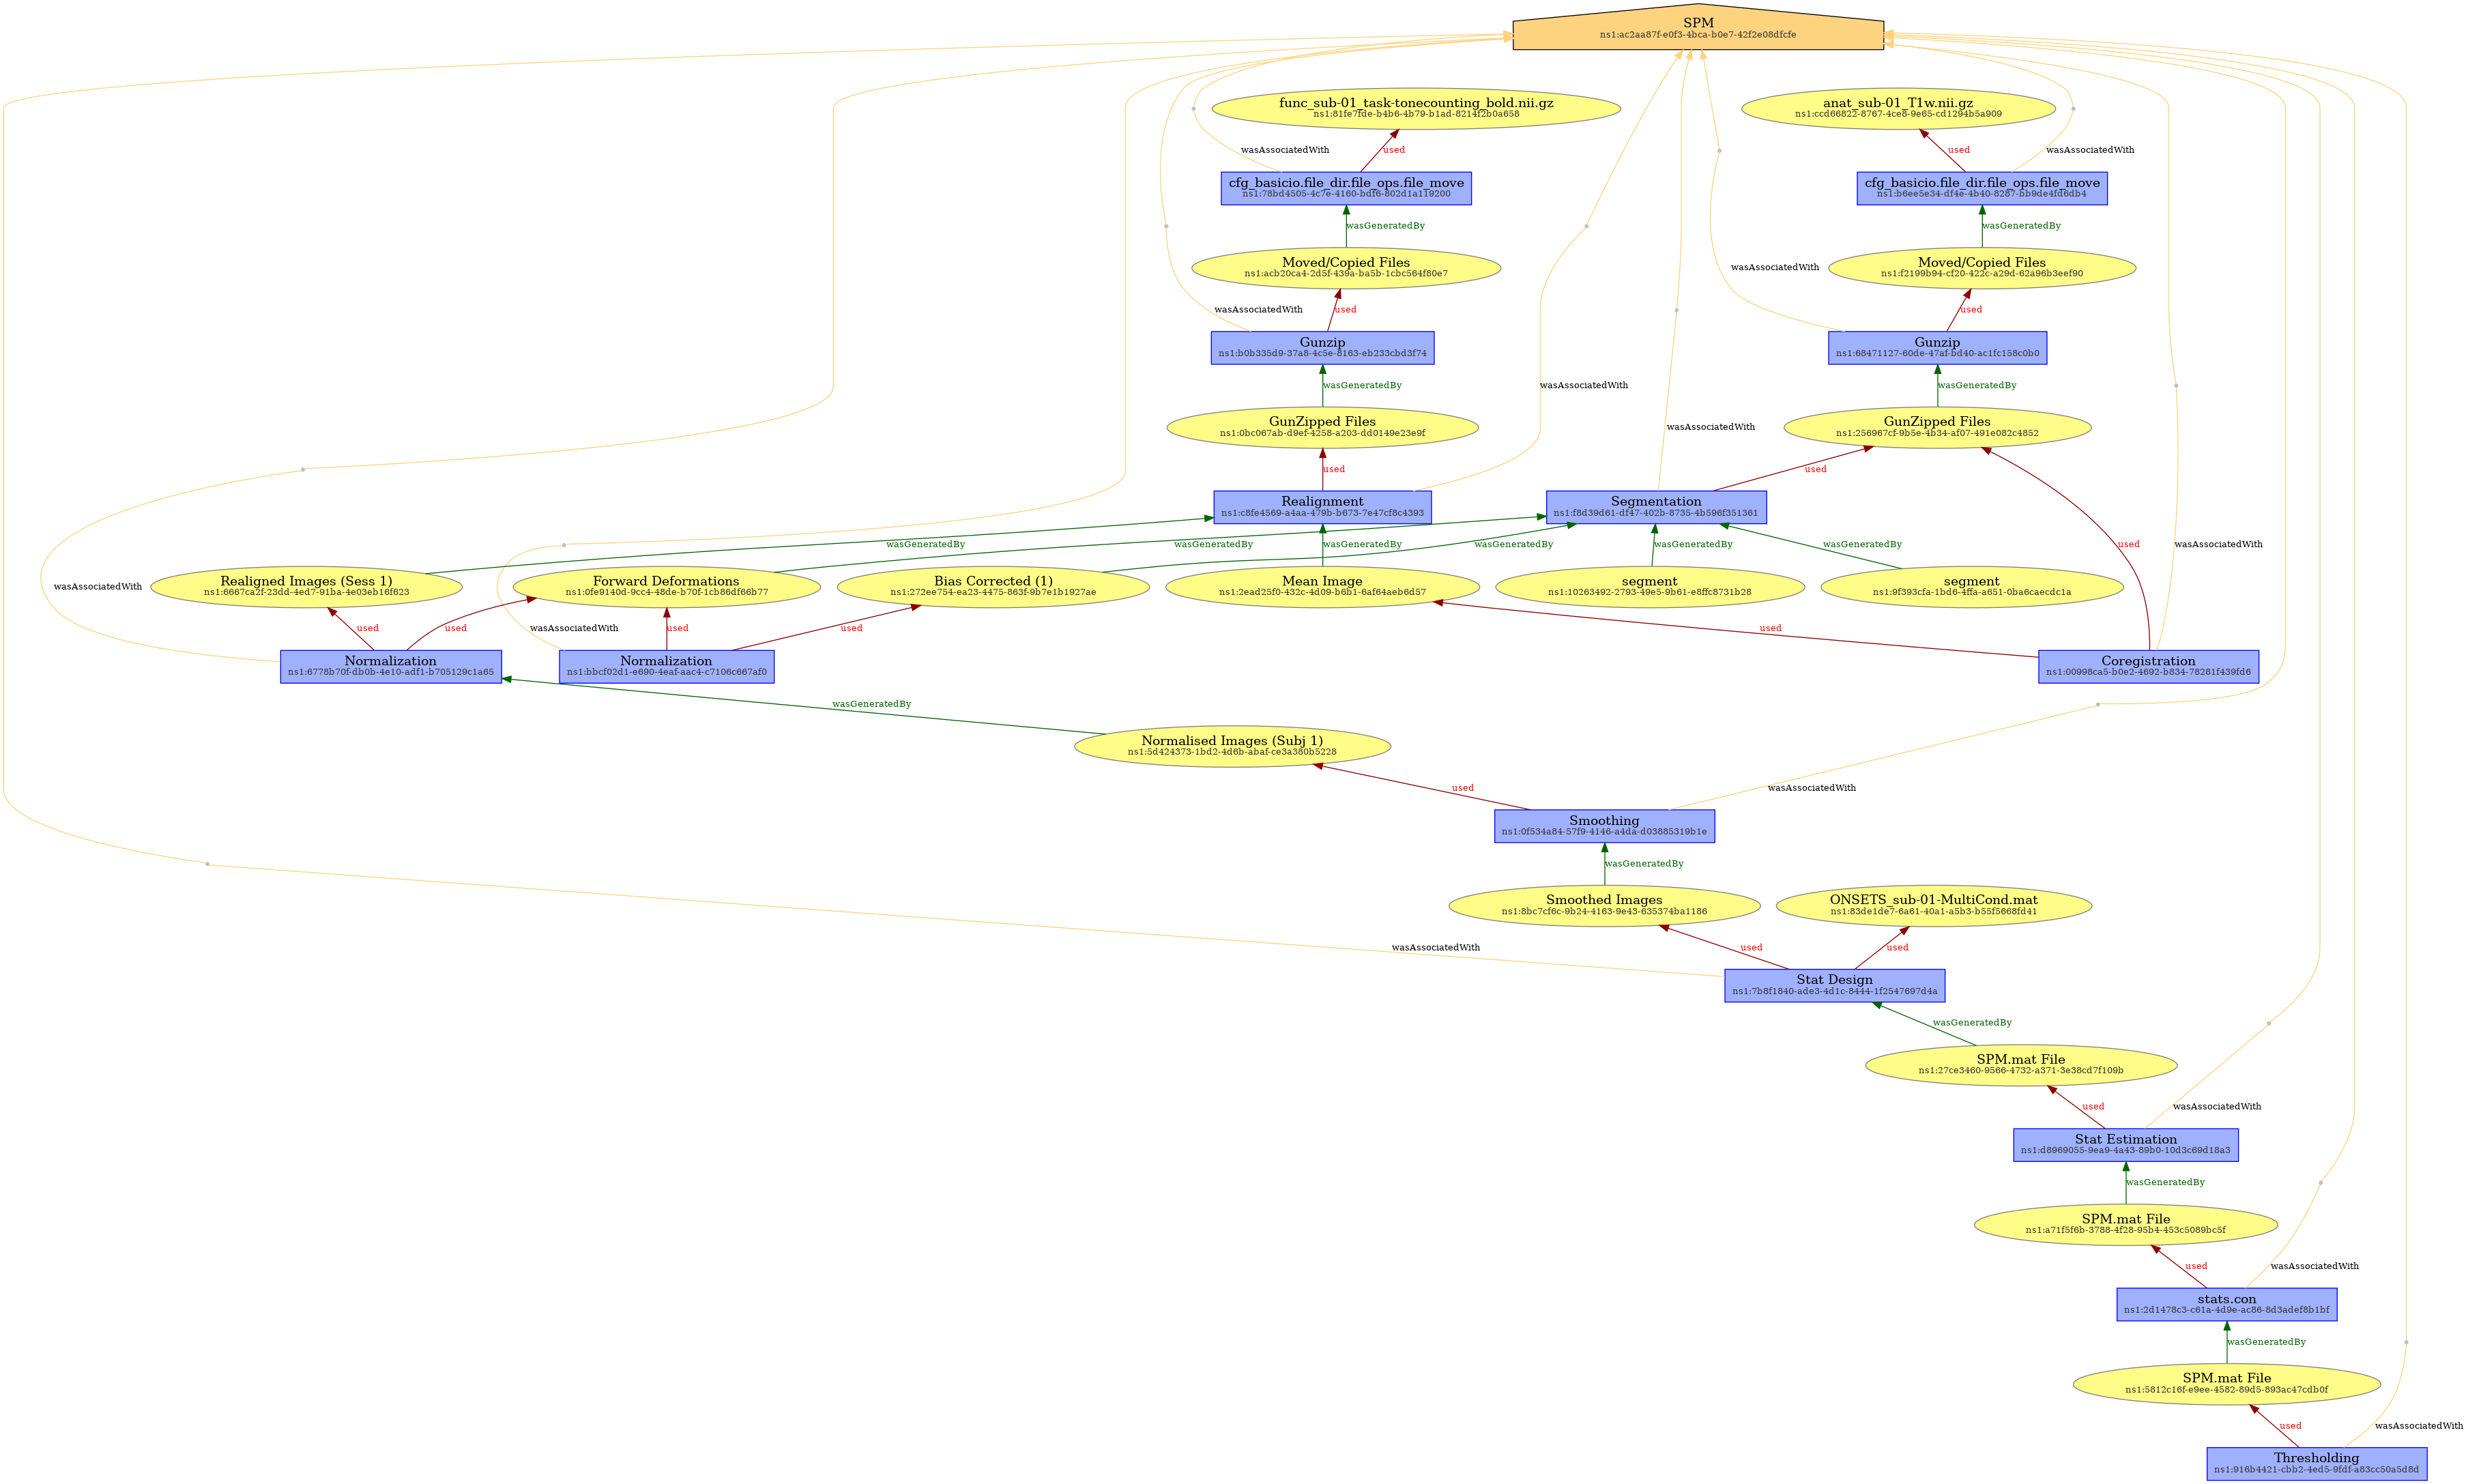 SPM
ns1:ac2aa87f-e0f3-4bca-b0e7-42f2e08dfcfe
func_sub-01_task-tonecounting_bold.nii.gz
ns1:81fe7fde-b4b6-4b79-b1ad-8214f2b0a658
anat_sub-01_T1w.nii.gz
ns1:ccd66822-8767-4ce8-9e65-cd1294b5a909
wasAssociatedWith
used
used
wasAssociatedWith
cfg_basicio.file_dir.file_ops.file_move
ns1:78bd4505-4c7e-4160-bdf6-802d1a119200
cfg_basicio.file_dir.file_ops.file_move
ns1:b6ee5e34-df4e-4b40-8287-bb9de4fd6db4
wasGeneratedBy
wasGeneratedBy
Moved/Copied Files
ns1:acb20ca4-2d5f-439a-ba5b-1cbc564f80e7
wasAssociatedWith
Moved/Copied Files
ns1:f2199b94-cf20-422c-a29d-62a96b3eef90
wasAssociatedWith
used
used
Gunzip
ns1:b0b335d9-37a8-4c5e-8163-eb233cbd3f74
Gunzip
ns1:68471127-60de-47af-bd40-ac1fc158c0b0
wasGeneratedBy
wasAssociatedWith
wasGeneratedBy
GunZipped Files
ns1:0bc067ab-d9ef-4258-a203-dd0149e23e9f
wasAssociatedWith
GunZipped Files
ns1:256967cf-9b5e-4b34-af07-491e082c4852
used
used
Realignment
ns1:c8fe4569-a4aa-479b-b673-7e47cf8c4393
Segmentation
ns1:f8d39d61-df47-402b-8735-4b596f351361
wasGeneratedBy
wasGeneratedBy
wasGeneratedBy
wasGeneratedBy
wasGeneratedBy
wasGeneratedBy
used
wasAssociatedWith
wasAssociatedWith
Realigned Images (Sess 1)
ns1:6667ca2f-23dd-4ed7-91ba-4e03eb16f623
Forward Deformations
ns1:0fe9140d-9cc4-48de-b70f-1cb86df66b77
Bias Corrected (1)
ns1:272ee754-ea23-4475-863f-9b7e1b1927ae
Mean Image
ns1:2ead25f0-432c-4d09-b6b1-6af64aeb6d57
segment
ns1:10263492-2793-49e5-9b61-e8ffc8731b28
segment
ns1:9f393cfa-1bd6-4ffa-a651-0ba6caecdc1a
used
used
wasAssociatedWith
used
used
used
Normalization
ns1:6778b70f-db0b-4e10-adf1-b705129c1a65
Normalization
ns1:bbcf02d1-e690-4eaf-aac4-c7106c667af0
Coregistration
ns1:00998ca5-b0e2-4692-b834-78281f439fd6
wasGeneratedBy
Normalised Images (Subj 1)
ns1:5d424373-1bd2-4d6b-abaf-ce3a380b5228
used
wasAssociatedWith
Smoothing
ns1:0f534a84-57f9-4146-a4da-d03885319b1e
wasGeneratedBy
Smoothed Images
ns1:8bc7cf6c-9b24-4163-9e43-635374ba1186
ONSETS_sub-01-MultiCond.mat
ns1:83de1de7-6a61-40a1-a5b3-b55f5668fd41
wasAssociatedWith
used
used
Stat Design
ns1:7b8f1840-ade3-4d1c-8444-1f2547697d4a
wasGeneratedBy
SPM.mat File
ns1:27ce3460-9566-4732-a371-3e38cd7f109b
used
wasAssociatedWith
Stat Estimation
ns1:d8969055-9ea9-4a43-89b0-10d3c69d18a3
wasGeneratedBy
SPM.mat File
ns1:a71f5f6b-3788-4f28-95b4-453c5089bc5f
used
wasAssociatedWith
stats.con
ns1:2d1478c3-c61a-4d9e-ac86-8d3adef8b1bf
wasGeneratedBy
SPM.mat File
ns1:5812c16f-e9ee-4582-89d5-893ac47cdb0f
used
wasAssociatedWith
Thresholding
ns1:916b4421-cbb2-4ed5-9fdf-a83cc50a5d8d